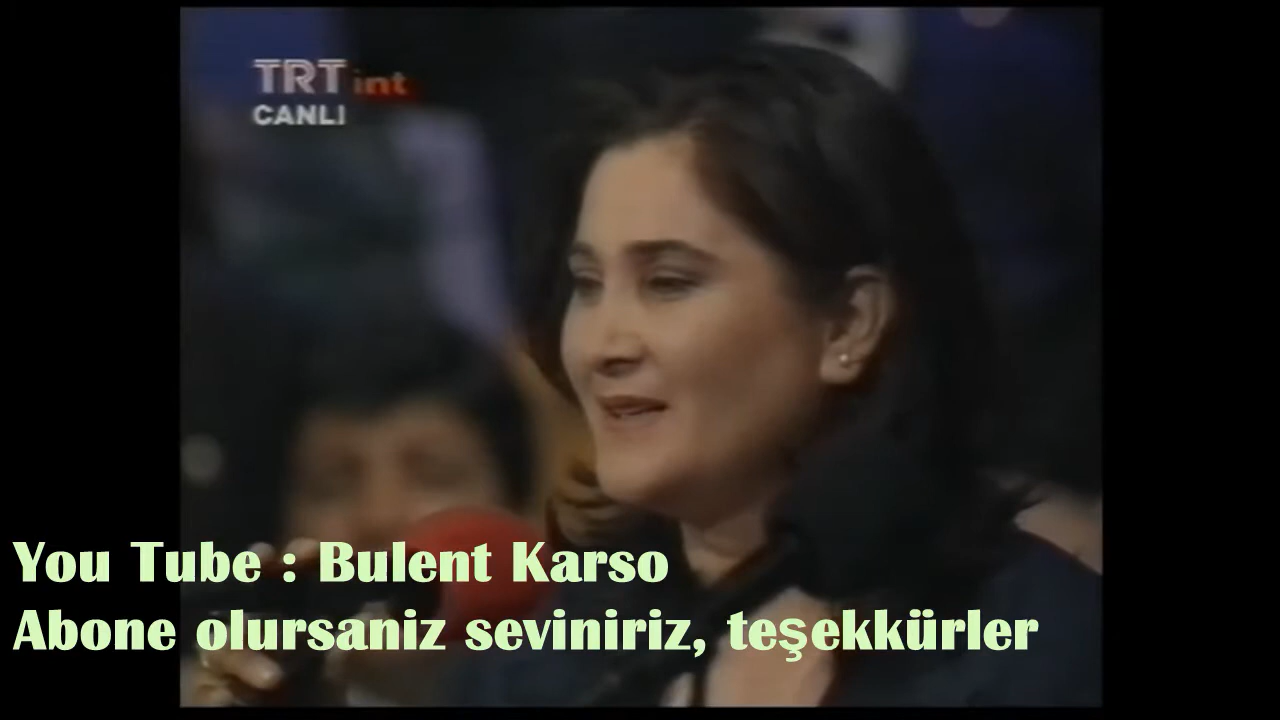 TRT int
CANLI
You Tube : Bulent Karso
Abone olursaniz seviniriz, teşekkürler